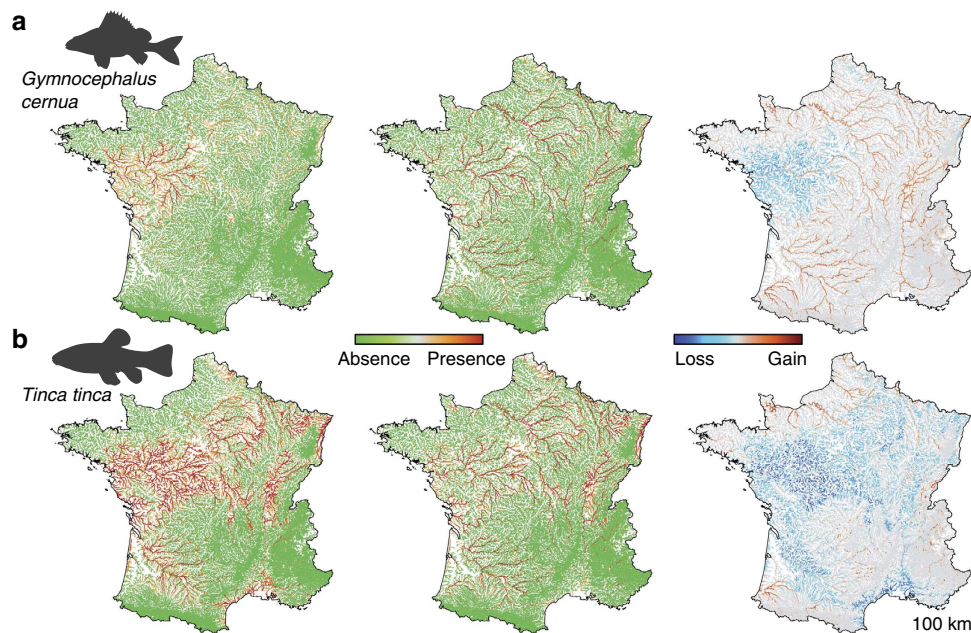 a
Gymnocephalus
cernua
Absence Presence
Loss Gain
b
Tinca tinca
100 km